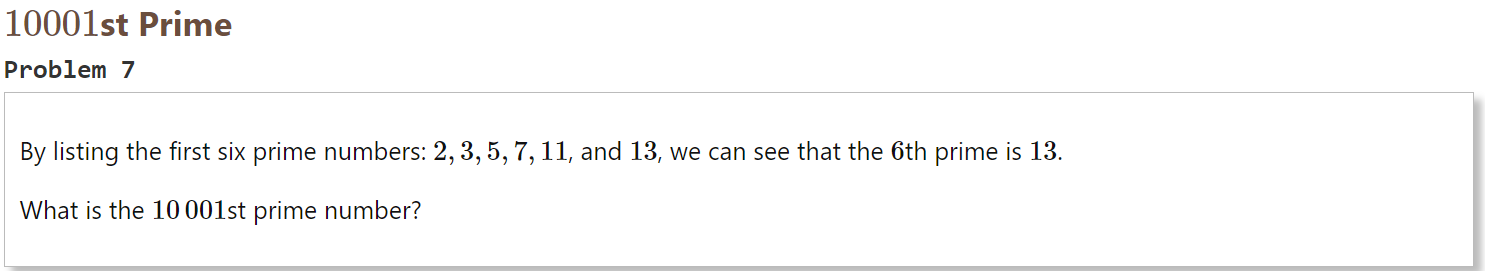 10001st Prime
Problem 7
By listing the first six prime numbers: 2, 3, 5, 7, 11, and 13, we can see that the 6th prime is 13.
What is the 10 001st prime number?